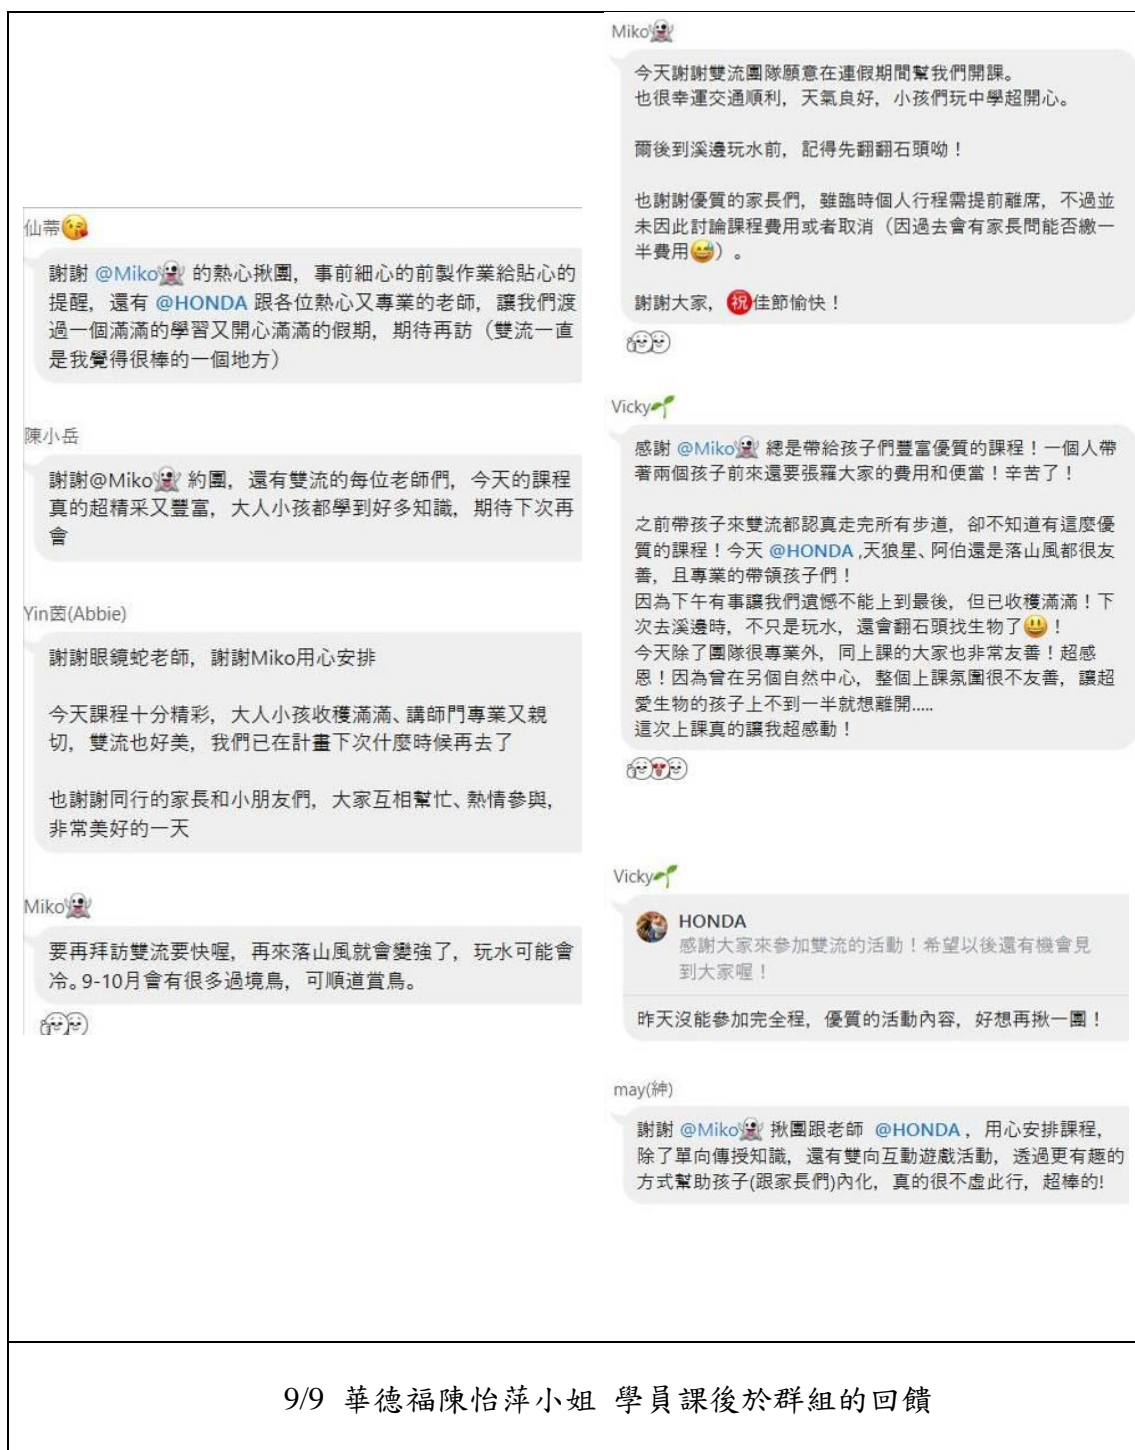 仙蒂😘
謝謝 @Miko👻 的熱心揪團，事前細心的前製作業給貼心的
提醒，還有 @HONDA 跟各位熱心又專業的老師，讓我們渡
過一個滿滿的學習又開心滿滿的假期，期待再訪（雙流一直
是我覺得很棒的一個地方）
陳小岳
謝謝@Miko👻 約團，還有雙流的每位老師們，今天的課程
真的超精采又豐富，大人小孩都學到好多知識，期待下次再
會
Yin茵(Abbie)
謝謝眼鏡蛇老師，謝謝Miko用心安排
今天課程十分精彩，大人小孩收穫滿滿、講師門專業又親
切，雙流也好美，我們已在計畫下次什麼時候再去了
也謝謝同行的家長和小朋友們，大家互相幫忙、熱情參與，
非常美好的一天
Miko👻
要再拜訪雙流要快喔，再來落山風就會變強了，玩水可能會
冷。9-10月會有很多過境鳥，可順道賞鳥。
Miko👻
今天謝謝雙流團隊願意在連假期間幫我們開課。
也很幸運交通順利，天氣良好，小孩們玩中學超開心。
爾後到溪邊玩水前，記得先翻翻石頭呦！
也謝謝優質的家長們，雖臨時個人行程需提前離席，不過並
未因此討論課程費用或者取消（因過去會有家長問能否繳一
半費用😅）。
謝謝大家，㊗佳節愉快！
Vicky🌱
感謝 @Miko👻 總是帶給孩子們豐富優質的課程！一個人帶
著兩個孩子前來還要張羅大家的費用和便當！辛苦了！
之前帶孩子來雙流都認真走完所有步道，卻不知道有這麼優
質的課程！今天 @HONDA ,天狼星、阿伯還是落山風都很友
善，且專業的帶領孩子們！
因為下午有事讓我們遺憾不能上到最後，但已收穫滿滿！下
次去溪邊時，不只是玩水，還會翻石頭找生物了😃！
今天除了團隊很專業外，同上課的大家也非常友善！超感
恩！因為曾在另個自然中心，整個上課氛圍很不友善，讓超
愛生物的孩子上不到一半就想離開.....
這次上課真的讓我超感動！
Vicky🌱
HONDA
感謝大家來參加雙流的活動！希望以後還有機會見
到大家喔！
昨天沒能參加完全程，優質的活動內容，好想再揪一團！
may(紳)
謝謝 @Miko👻 揪團跟老師 @HONDA ，用心安排課程，
除了單向傳授知識，還有雙向互動遊戲活動，透過更有趣的
方式幫助孩子(跟家長們)內化，真的很不虛此行，超棒的!
9/9 華德福陳怡萍小姐 學員課後於群組的回饋